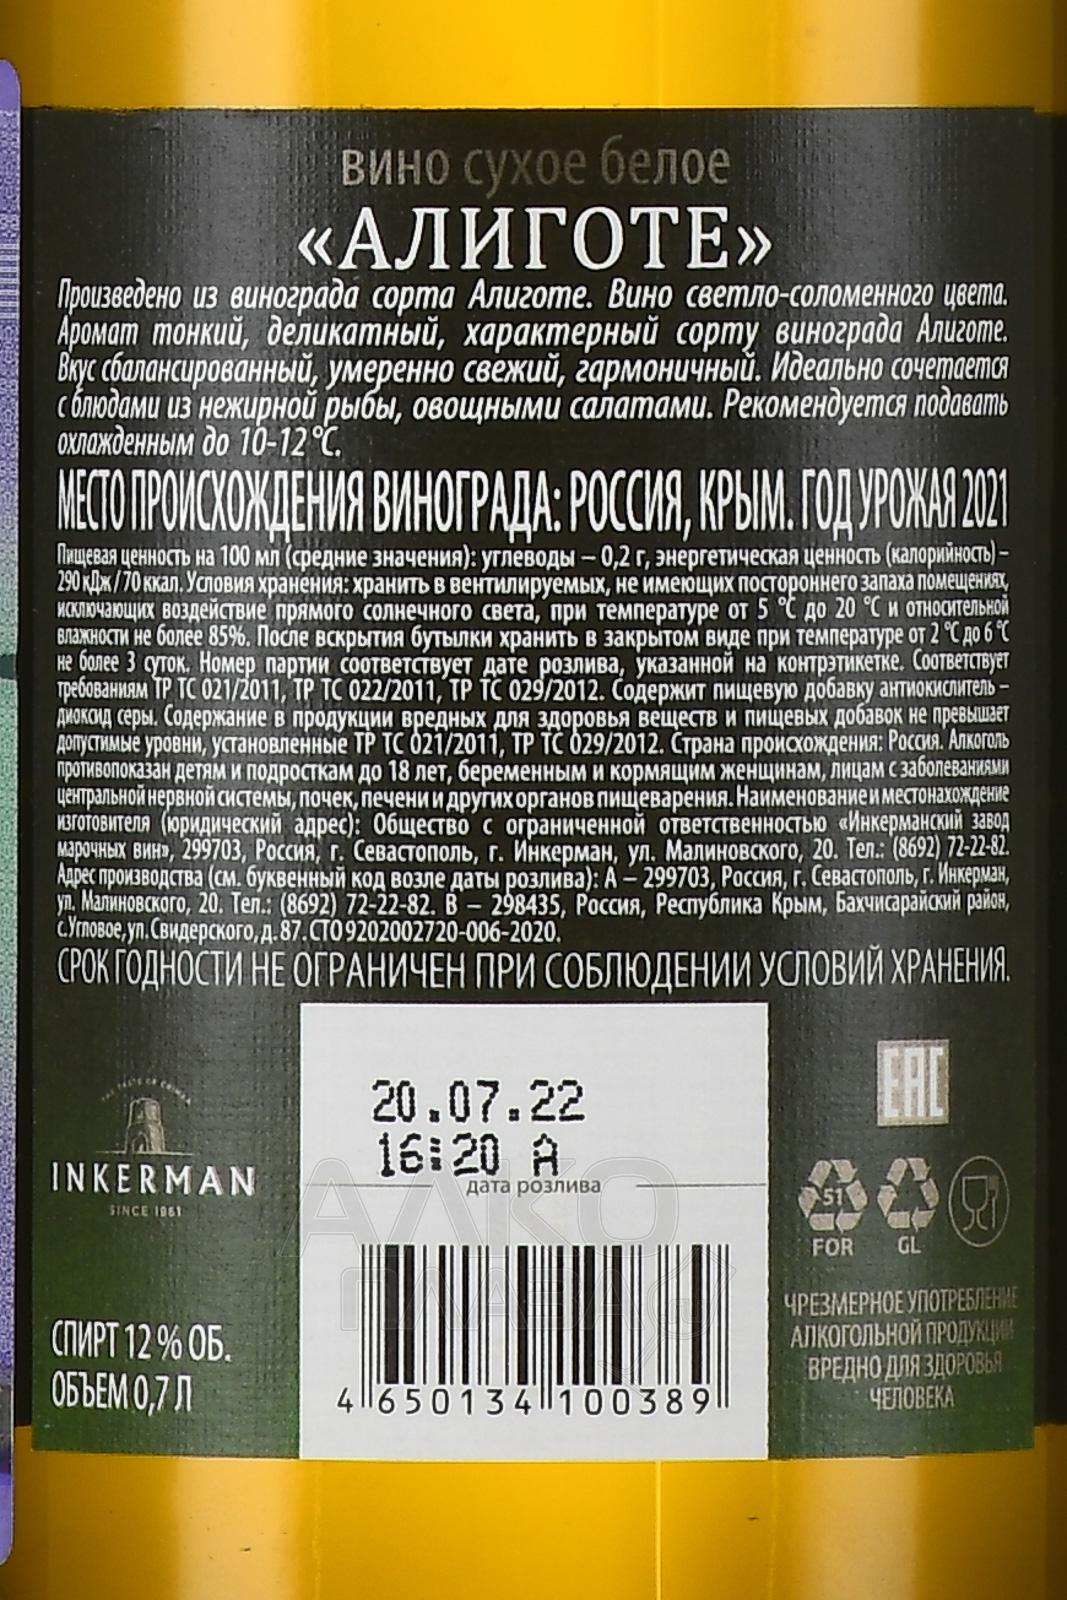 вино сухое белое
«АЛИГОТЕ»
Произведено из винограда сорта Алиготе. Вино светло-соломенного цвета.
Аромат тонкий, деликатный, характерный сорту винограда Алиготе.
Вкус сбалансированный, умеренно свежий, гармоничный. Идеально сочетается
с блюдами из нежирной рыбы, овощными салатами. Рекомендуется подавать
охлажденным до 10-12 °С.
МЕСТО ПРОИСХОЖДЕНИЯ ВИНОГРАДА: РОССИЯ, КРЫМ. ГОД УРОЖАЯ 2021
Пищевая ценность на 100 мл (средние значения): углеводы – 0,2 г, энергетическая ценность (калорийность) –
290 кДж / 70 ккал. Условия хранения: хранить в вентилируемых, не имеющих постороннего запаха помещениях,
исключающих воздействие прямого солнечного света, при температуре от 5 °С до 20 °С и относительной
влажности не более 85%. После вскрытия бутылки хранить в закрытом виде при температуре от 2 °С до 6 °С
не более 3 суток. Номер партии соответствует дате розлива, указанной на контрэтикетке. Соответствует
требованиям ТР ТС 021/2011, ТР ТС 022/2011, ТР ТС 029/2012. Содержит пищевую добавку антиокислитель –
диоксид серы. Содержание в продукции вредных для здоровья веществ и пищевых добавок не превышает
допустимые уровни, установленные ТР ТС 021/2011, ТР ТС 029/2012. Страна происхождения: Россия. Алкоголь
противопоказан детям и подросткам до 18 лет, беременным и кормящим женщинам, лицам с заболеваниями
центральной нервной системы, почек, печени и других органов пищеварения. Наименование и местонахождение
изготовителя (юридический адрес): Общество с ограниченной ответственностью «Инкерманский завод
марочных вин», 299703, Россия, г. Севастополь, г. Инкерман, ул. Малиновского, 20. Тел.: (8692) 72-22-82.
Адрес производства (см. буквенный код возле даты розлива): А – 299703, Россия, г. Севастополь, г. Инкерман,
ул. Малиновского, 20. Тел.: (8692) 72-22-82. В – 298435, Россия, Республика Крым, Бахчисарайский район,
с. Угловое, ул. Свидерского, д. 87. СТО 9202002720-006-2020.
СРОК ГОДНОСТИ НЕ ОГРАНИЧЕН ПРИ СОБЛЮДЕНИИ УСЛОВИЙ ХРАНЕНИЯ.
20.07.22
16:20 А
дата розлива
EAC
THE TASTE OF CRIMEA
INKERMAN
SINCE 1961
51
FOR
GL
АЛКО
ПЛАЗА
4 650134 100389
СПИРТ 12 % ОБ.
ОБЪЕМ 0,7 Л
ЧРЕЗМЕРНОЕ УПОТРЕБЛЕНИЕ
АЛКОГОЛЬНОЙ ПРОДУКЦИИ
ВРЕДНО ДЛЯ ЗДОРОВЬЯ
ЧЕЛОВЕКА